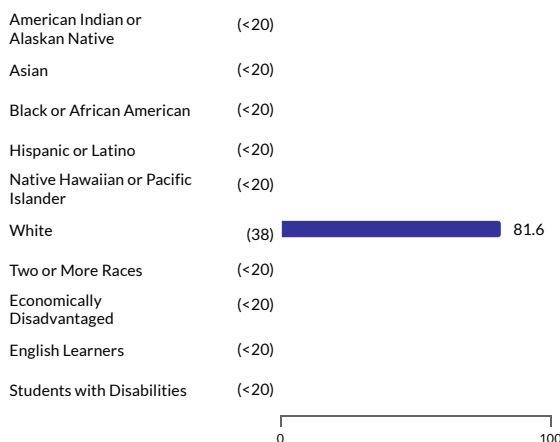 American Indian or
Alaskan Native (<20)
Asian (<20)
Black or African American (<20)
Hispanic or Latino (<20)
Native Hawaiian or Pacific
Islander (<20)
White (38) 81.6
Two or More Races (<20)
Economically
Disadvantaged (<20)
English Learners (<20)
Students with Disabilities (<20)
0 100